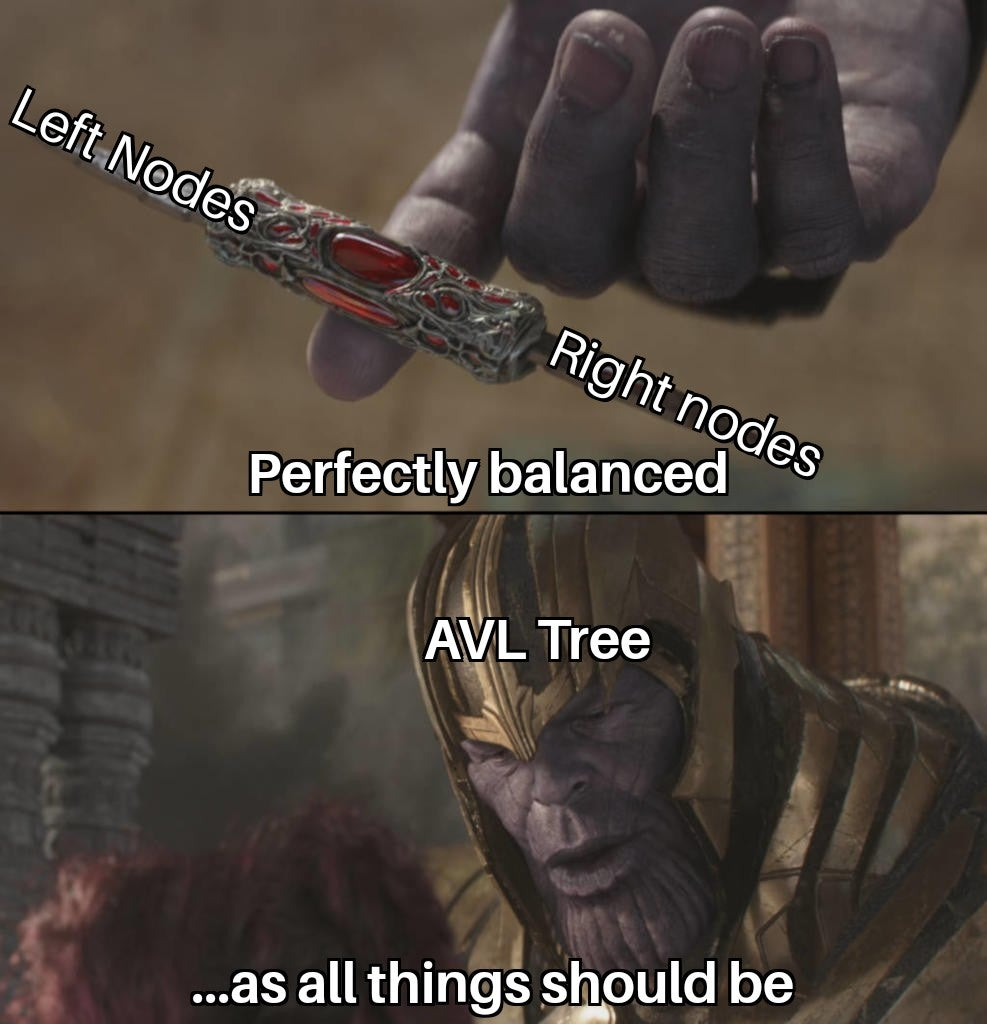 Left Nodes
Right nodes
Perfectly balanced
AVL Tree
...as all things should be